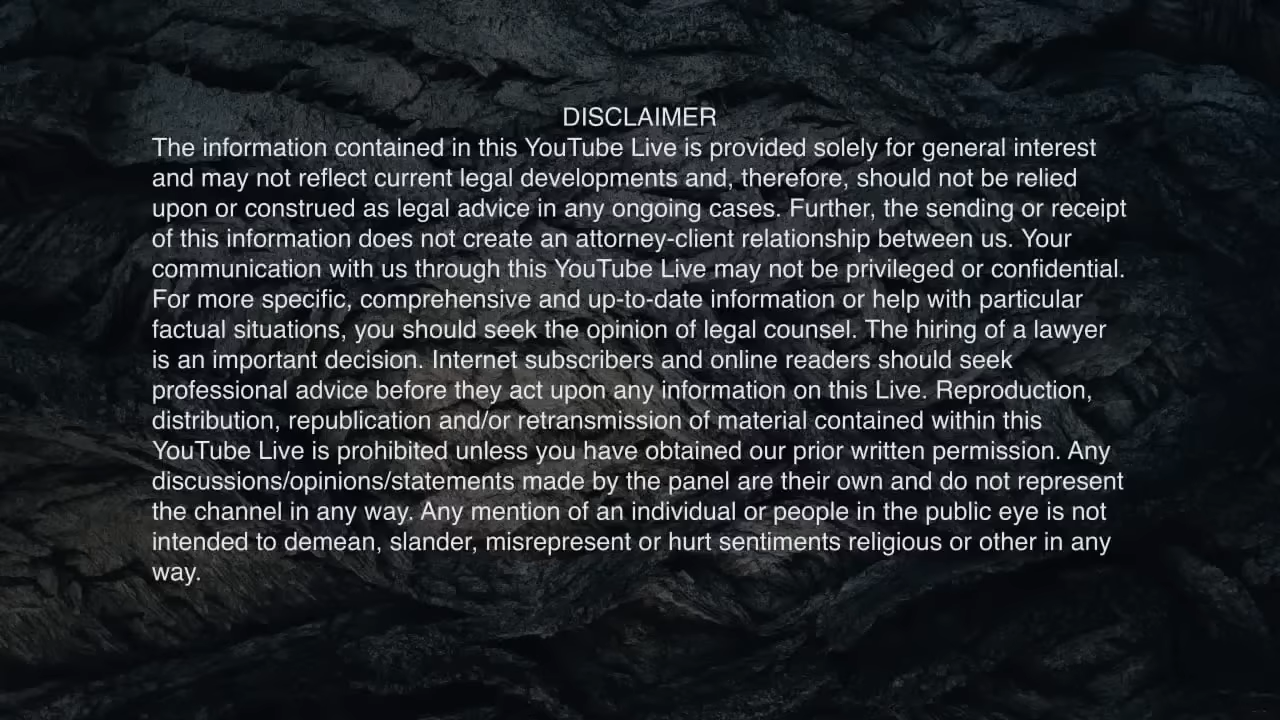 DISCLAIMER
The information contained in this YouTube Live is provided solely for general interest
and may not reflect current legal developments and, therefore, should not be relied
upon or construed as legal advice in any ongoing cases. Further, the sending or receipt
of this information does not create an attorney-client relationship between us. Your
communication with us through this YouTube Live may not be privileged or confidential.
For more specific, comprehensive and up-to-date information or help with particular
factual situations, you should seek the opinion of legal counsel. The hiring of a lawyer
is an important decision. Internet subscribers and online readers should seek
professional advice before they act upon any information on this Live. Reproduction,
distribution, republication and/or retransmission of material contained within this
YouTube Live is prohibited unless you have obtained our prior written permission. Any
discussions/opinions/statements made by the panel are their own and do not represent
the channel in any way. Any mention of an individual or people in the public eye is not
intended to demean, slander, misrepresent or hurt sentiments religious or other in any
way.